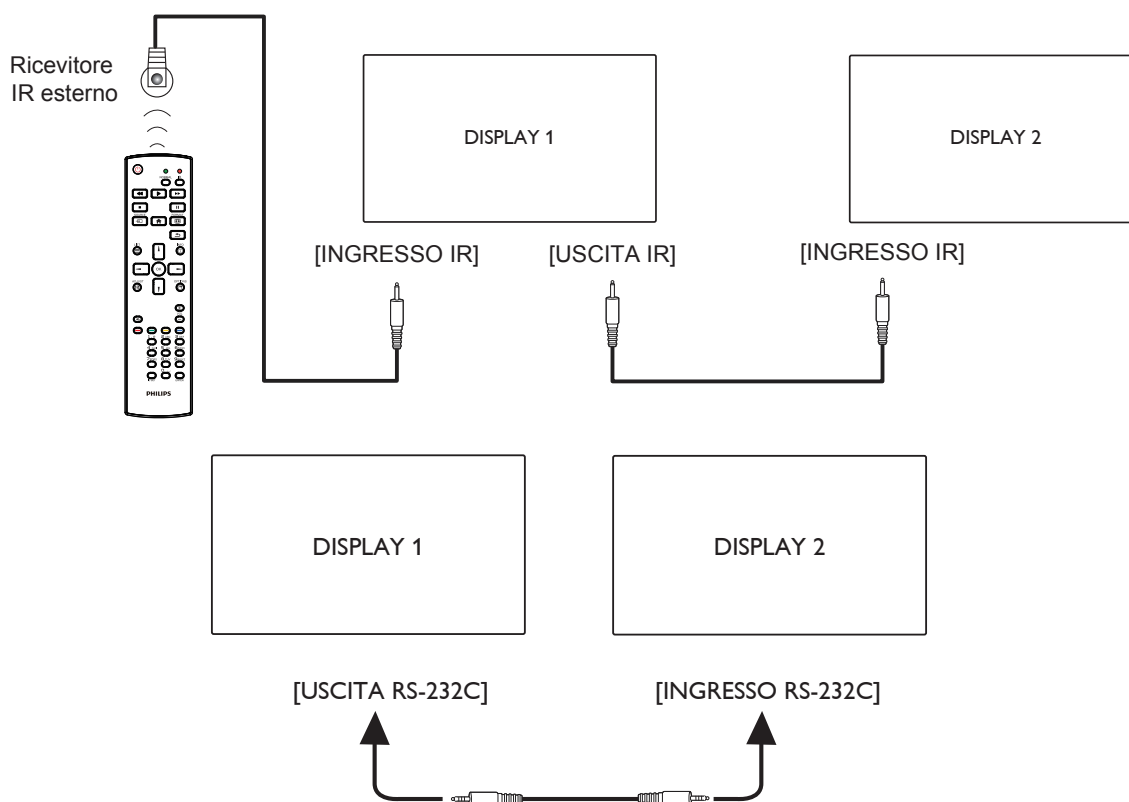 Ricevitore
IR esterno
DISPLAY 1
DISPLAY 2
[INGRESSO IR]
[USCITA IR]
[INGRESSO IR]
PHILIPS
DISPLAY 1
DISPLAY 2
[USCITA RS-232C]
[INGRESSO RS-232C]